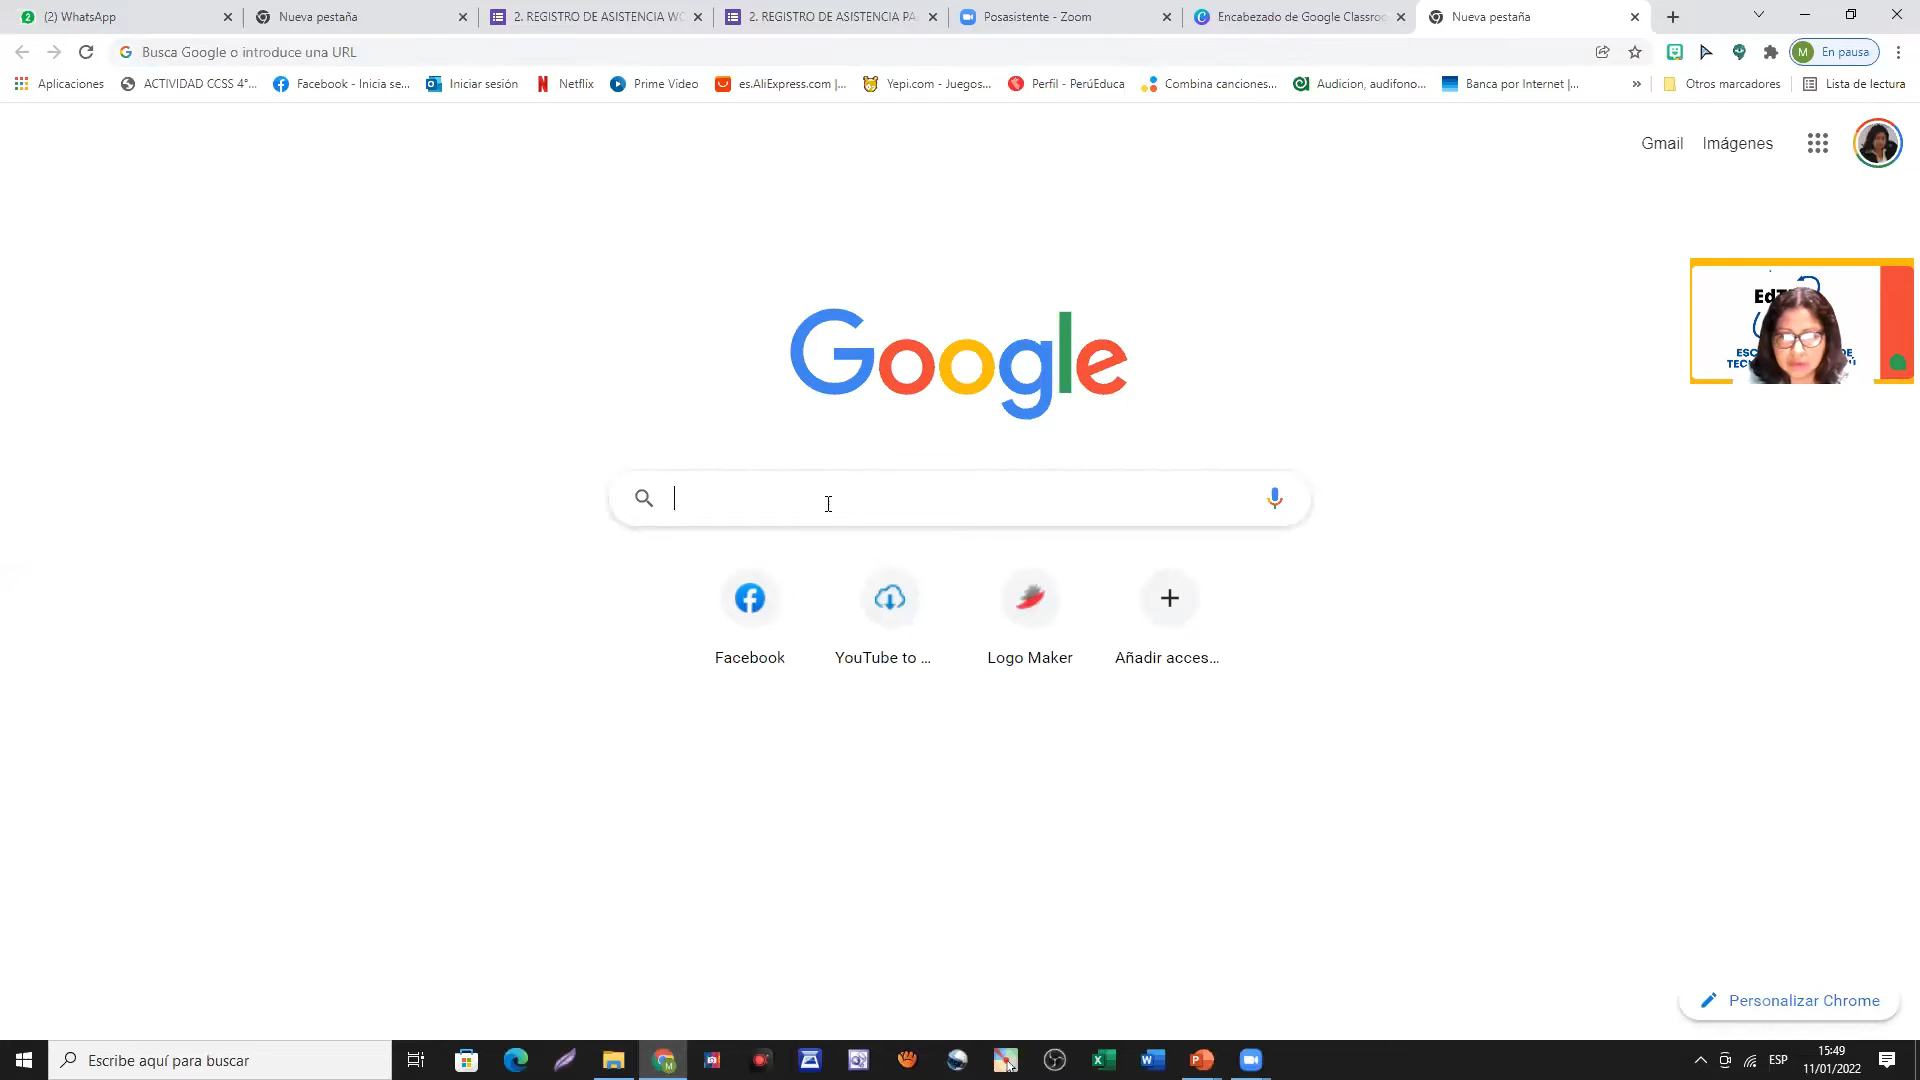 (2) WhatsApp
Nueva pestaña
2. REGISTRO DE ASISTENCIA WO
2. REGISTRO DE ASISTENCIA PA
Posasistente - Zoom
Encabezado de Google Classroo
Nueva pestaña
Busca Google o introduce una URL
M
En pausa
Aplicaciones
ACTIVIDAD CCSS 4°...
Facebook - Inicia se...
Iniciar sesión
Netflix
Prime Video
es.AliExpress.com |...
Yepi.com - Juegos...
Perfil - PerúEduca
Combina canciones...
Audicion, audifono...
Banca por Internet |...
»
Otros marcadores
Lista de lectura
Gmail
Imágenes
Google
Facebook
YouTube to ...
Logo Maker
Añadir acces...
Personalizar Chrome
Escribe aquí para buscar
ESP
15:49
11/01/2022